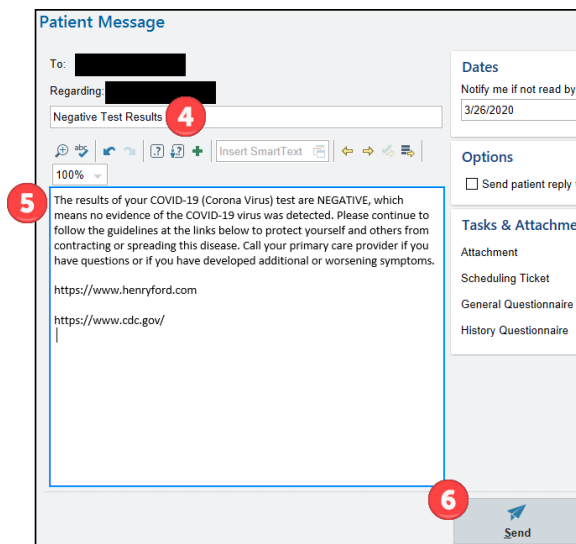 Patient Message
To:
Regarding:
Negative Test Results
4
abc
Insert SmartText
100%
5
The results of your COVID-19 (Corona Virus) test are NEGATIVE, which
means no evidence of the COVID-19 virus was detected. Please continue to
follow the guidelines at the links below to protect yourself and others from
contracting or spreading this disease. Call your primary care provider if you
have questions or if you have developed additional or worsening symptoms.
https://www.henryford.com
https://www.cdc.gov/
Dates
Notify me if not read by
3/26/2020
Options
Send patient reply
Tasks & Attachme
Attachment
Scheduling Ticket
General Questionnaire
History Questionnaire
6
Send